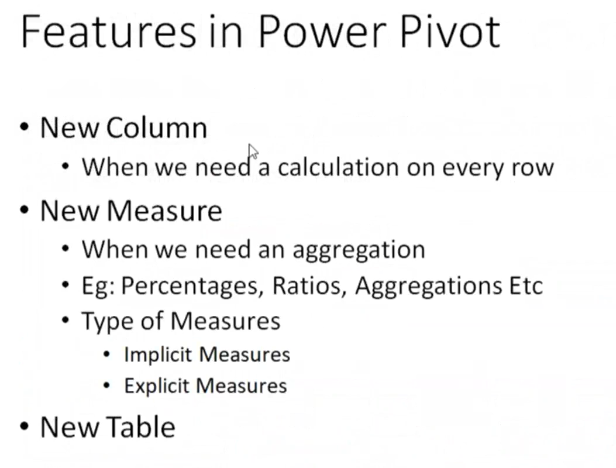 Features in Power Pivot
• New Column
• When we need a calculation on every row
• New Measure
• When we need an aggregation
• Eg: Percentages, Ratios, Aggregations Etc
• Type of Measures
• Implicit Measures
• Explicit Measures
• New Table